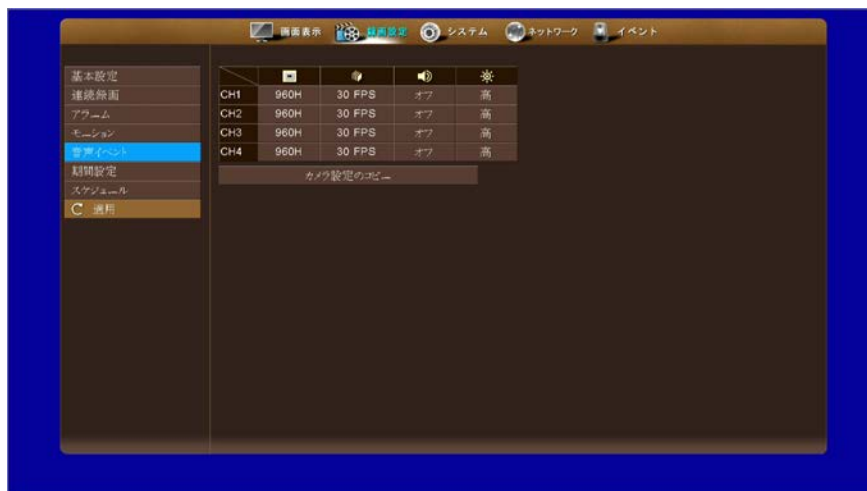 画面表示 録画設定 システム ネットワーク イベント
基本設定
連続録画
アラーム
モーション
音声イベント
期間設定
スケジュール
適用
CH1 960H 30 FPS オフ 高
CH2 960H 30 FPS オフ 高
CH3 960H 30 FPS オフ 高
CH4 960H 30 FPS オフ 高
カメラ設定のコピー